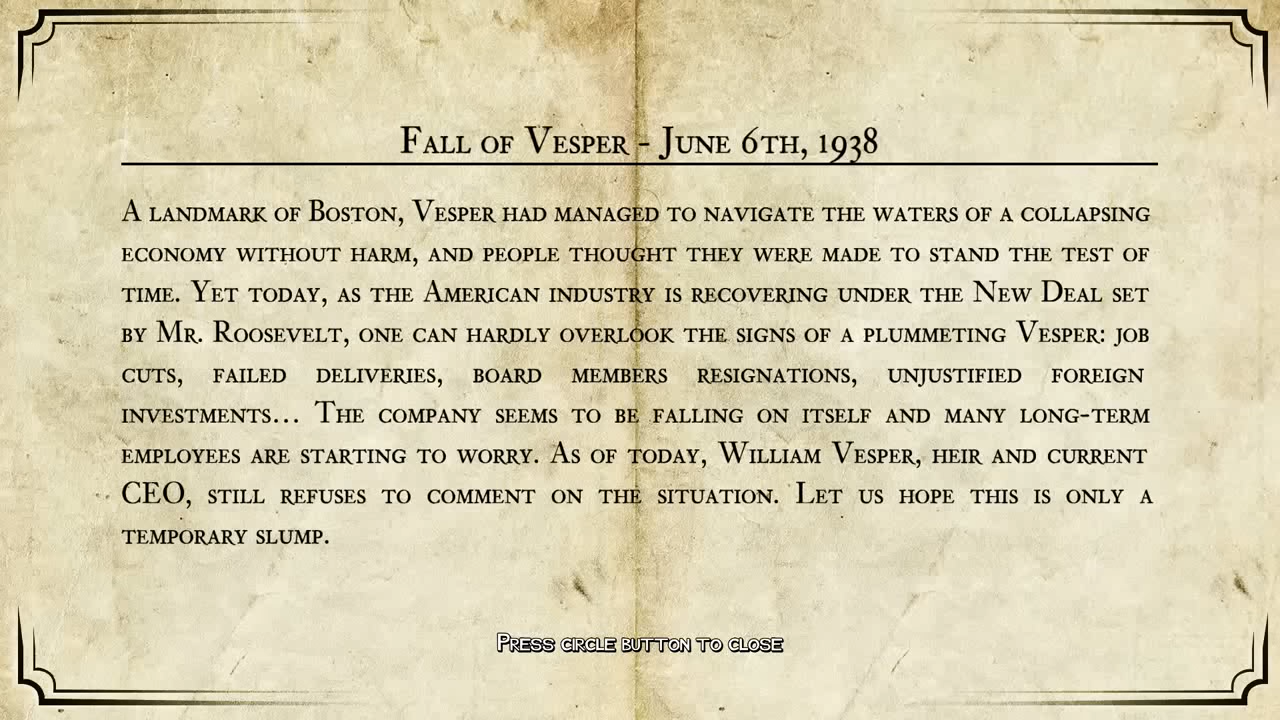 Fall of Vesper - June 6th, 1938
A landmark of Boston, Vesper had managed to navigate the waters of a collapsing
economy without harm, and people thought they were made to stand the test of
time. Yet today, as the American industry is recovering under the New Deal set
by Mr. Roosevelt, one can hardly overlook the signs of a plummeting Vesper: job
cuts, failed deliveries, board members resignations, unjustified foreign
investments... The company seems to be falling on itself and many long-term
employees are starting to worry. As of today, William Vesper, heir and current
CEO, still refuses to comment on the situation. Let us hope this is only a
temporary slump.
Press circle button to close